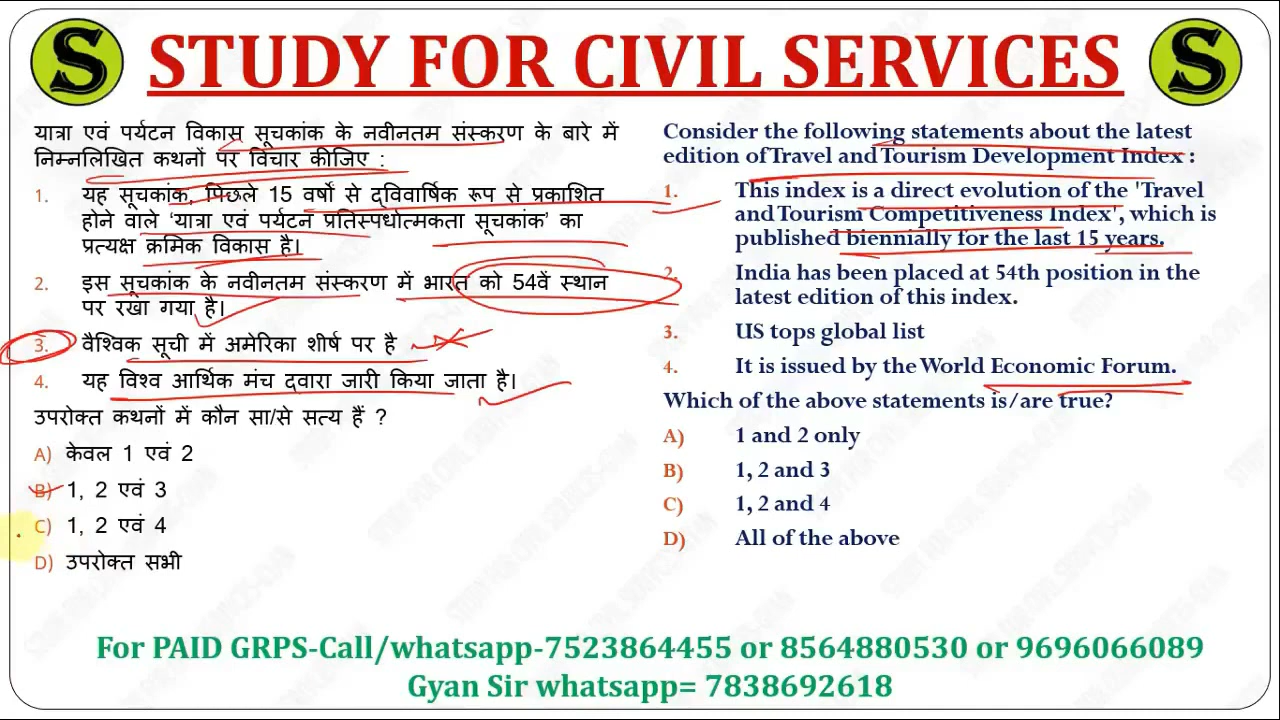 S STUDY FOR CIVIL SERVICES S
यात्रा एवं पर्यटन विकास सूचकांक के नवीनतम संस्करण के बारे में
निम्नलिखित कथनों पर विचार कीजिए :
1. यह सूचकांक, पिछले 15 वर्षों से द्विवार्षिक रूप से प्रकाशित
होने वाले ‘यात्रा एवं पर्यटन प्रतिस्पर्धात्मकता सूचकांक’ का
प्रत्यक्ष क्रमिक विकास है।
2. इस सूचकांक के नवीनतम संस्करण में भारत को 54वें स्थान
पर रखा गया है।
3. वैश्विक सूची में अमेरिका शीर्ष पर है
4. यह विश्व आर्थिक मंच द्वारा जारी किया जाता है।
उपरोक्त कथनों में कौन सा/से सत्य हैं ?
A) केवल 1 एवं 2
B) 1, 2 एवं 3
C) 1, 2 एवं 4
D) उपरोक्त सभी
Consider the following statements about the latest
edition of Travel and Tourism Development Index :
1. This index is a direct evolution of the 'Travel
and Tourism Competitiveness Index', which is
published biennially for the last 15 years.
2. India has been placed at 54th position in the
latest edition of this index.
3. US tops global list
4. It is issued by the World Economic Forum.
Which of the above statements is/are true?
A) 1 and 2 only
B) 1, 2 and 3
C) 1, 2 and 4
D) All of the above
For PAID GRPS-Call/whatsapp-7523864455 or 8564880530 or 9696066089
Gyan Sir whatsapp= 7838692618